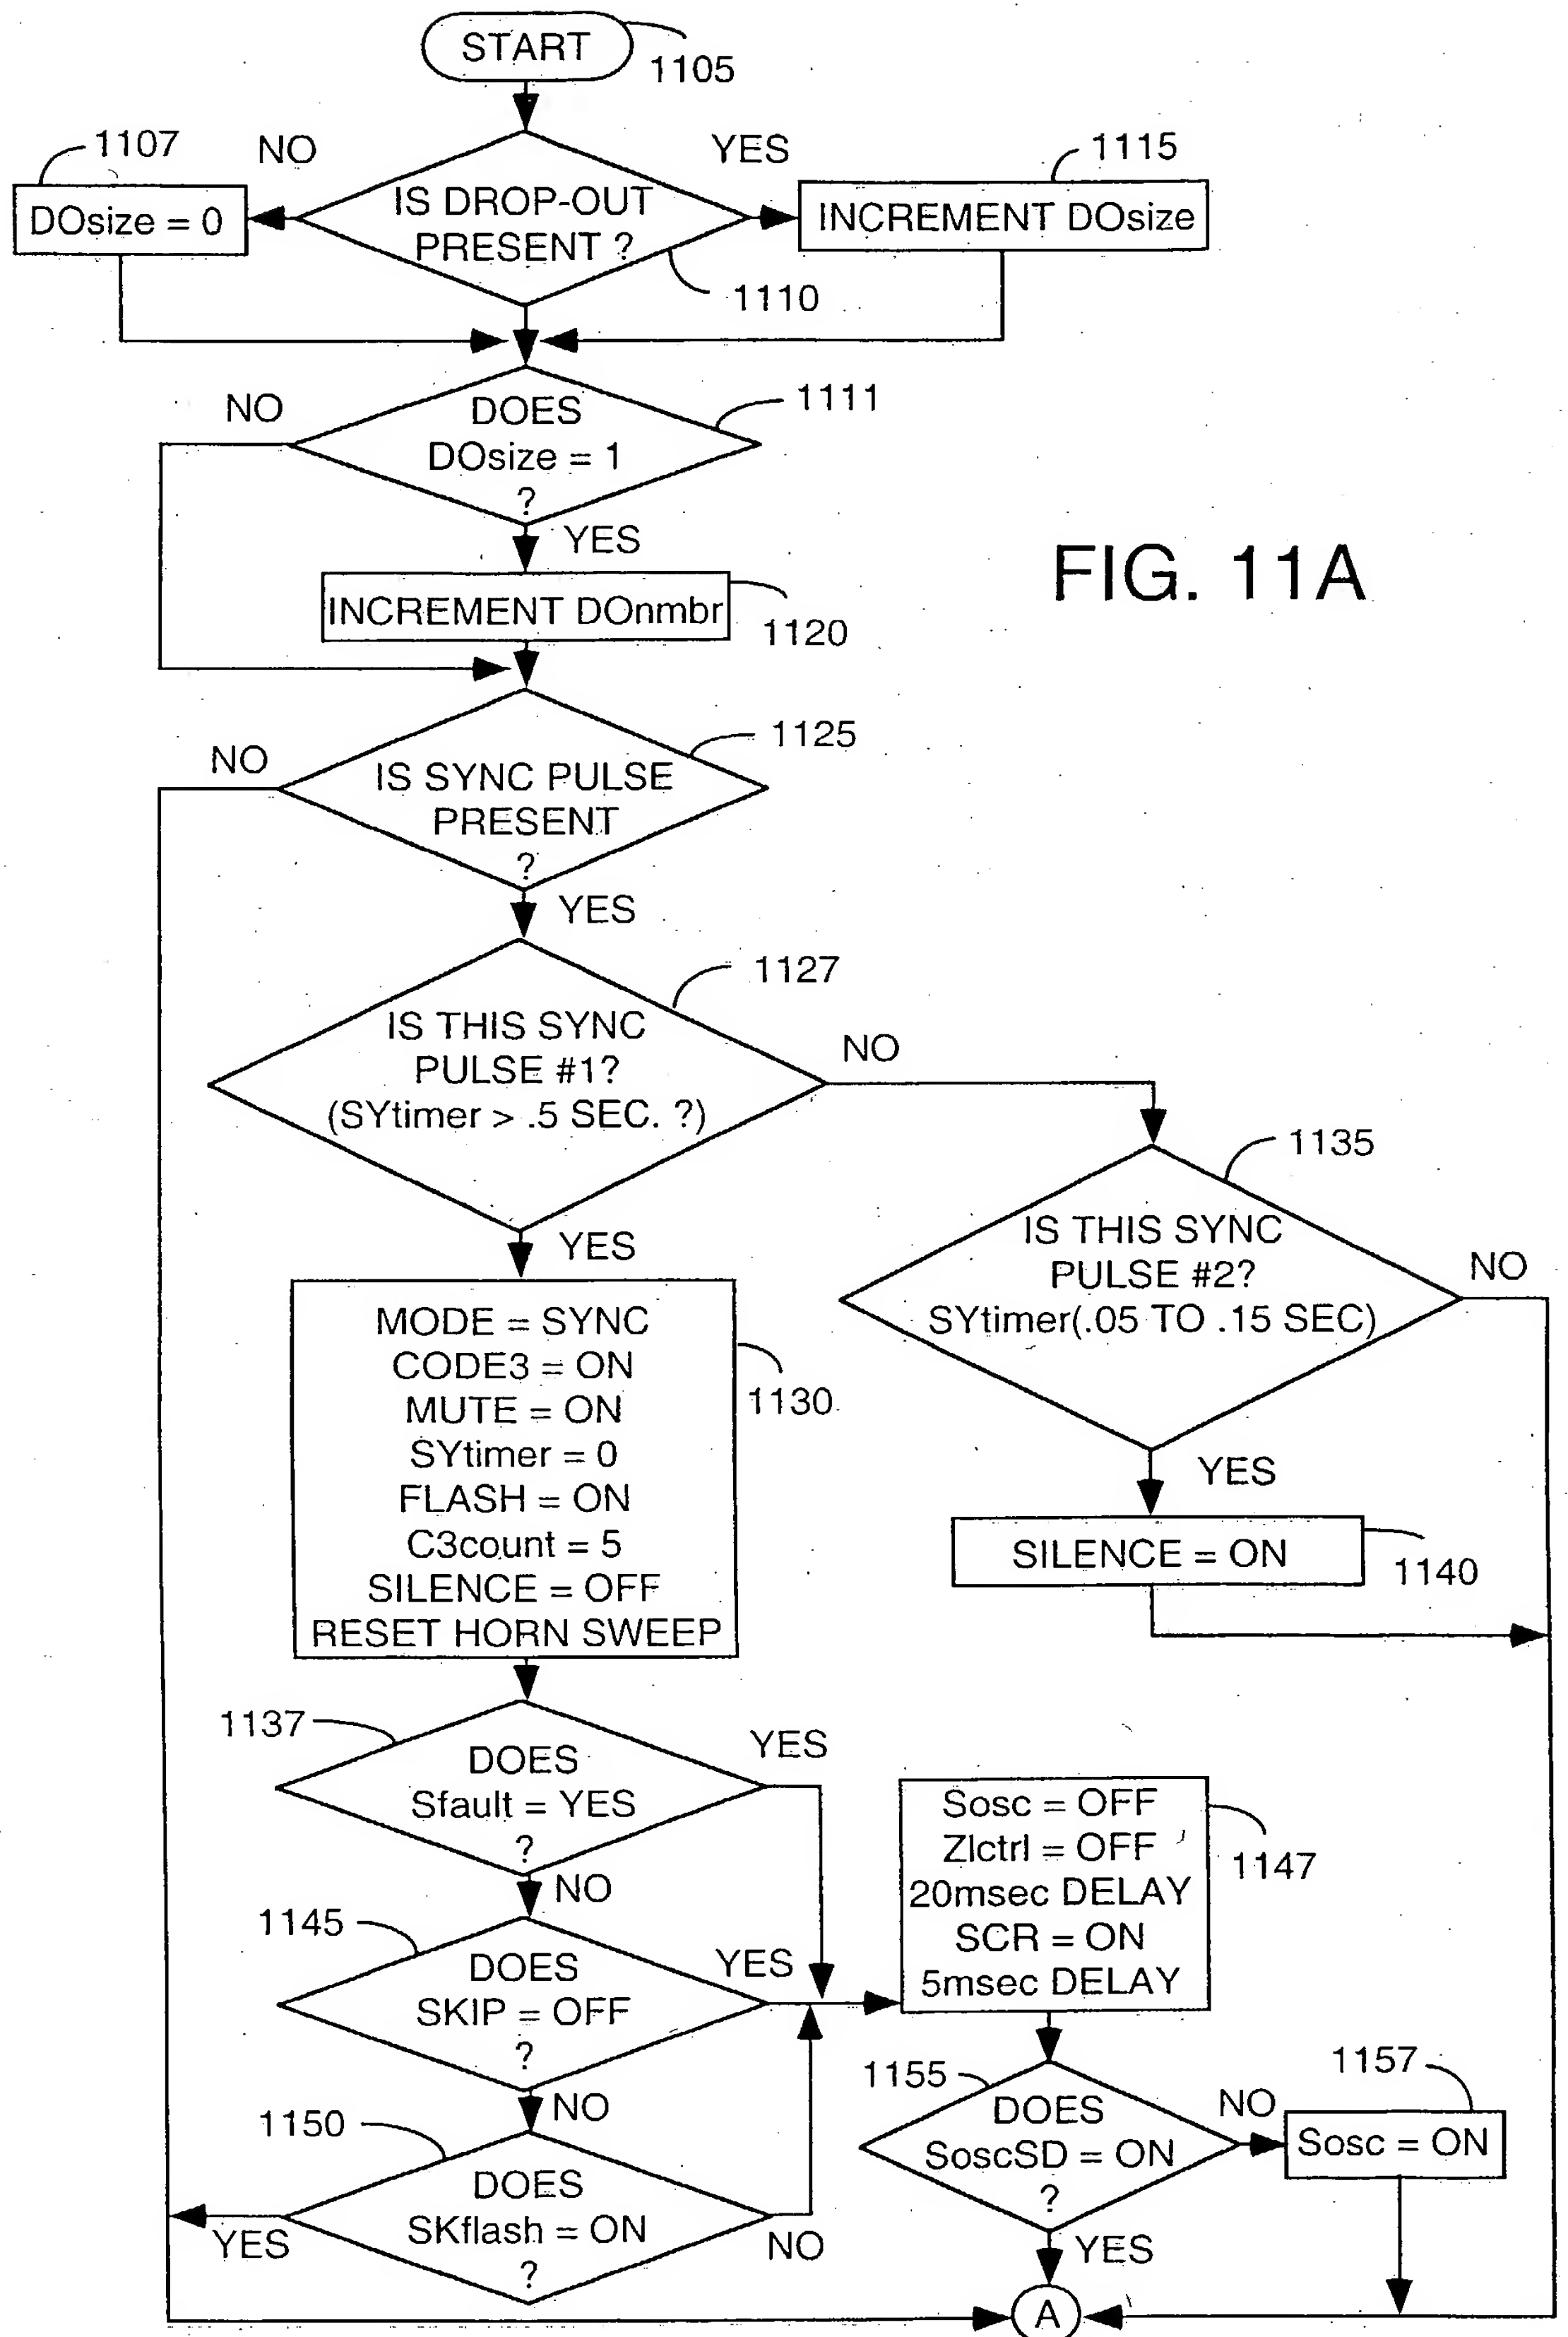 START
1105
1107
NO
YES
1115
DOsize = 0
IS DROP-OUT
PRESENT ?
INCREMENT DOsize
1110
NO
DOES
DOsize = 1
?
1111
YES
FIG. 11A
INCREMENT DOnmbr
1120
NO
IS SYNC PULSE
PRESENT
?
1125
YES
1127
IS THIS SYNC
PULSE #1?
(SYtimer > .5 SEC. ?)
NO
1135
YES
IS THIS SYNC
PULSE #2?
SYtimer(.05 TO .15 SEC)
NO
MODE = SYNC
CODE3 = ON
MUTE = ON
SYtimer = 0
FLASH = ON
C3count = 5
SILENCE = OFF
RESET HORN SWEEP
1130
YES
SILENCE = ON
1140
1137
DOES
Sfault = YES
?
YES
NO
Sosc = OFF
ZIctrl = OFF
20msec DELAY
SCR = ON
5msec DELAY
1147
1145
DOES
SKIP = OFF
?
YES
NO
1155
DOES
SoscSD = ON
?
NO
1157
Sosc = ON
1150
DOES
SKflash = ON
?
YES
NO
YES
A